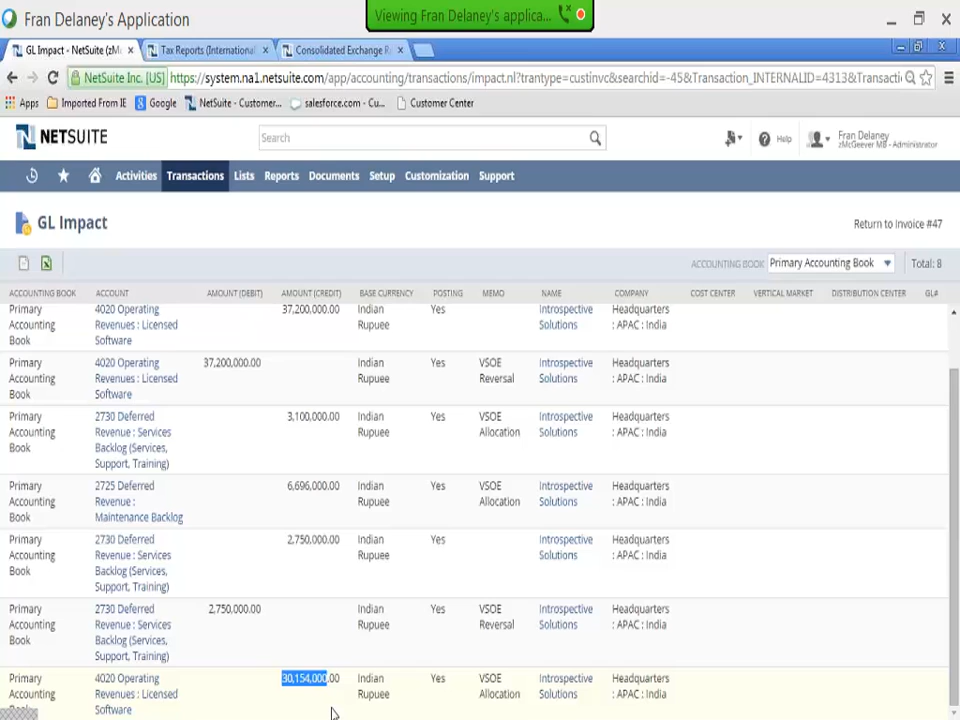 Fran Delaney's Application
Viewing Fran Delaney's applica...
GL Impact - NetSuite (zM
Tax Reports (International
Consolidated Exchange R
NetSuite Inc. [US] https://system.na1.netsuite.com/app/accounting/transactions/impact.nl?trantype=custinvc&searchid=-45&Transaction_INTERNALID=4313&Transacti
Apps Imported From IE Google NetSuite - Customer... salesforce.com - Cu... Customer Center
NETSUITE
Search
Help
Fran Delaney
zMcGeever MB - Administrator
Activities Transactions Lists Reports Documents Setup Customization Support
GL Impact
Return to Invoice #47
ACCOUNTING BOOK Primary Accounting Book Total: 8
ACCOUNTING BOOK ACCOUNT AMOUNT (DEBIT) AMOUNT (CREDIT) BASE CURRENCY POSTING MEMO NAME COMPANY COST CENTER VERTICAL MARKET DISTRIBUTION CENTER GL#
Primary 4020 Operating 37,200,000.00 Indian Yes Introspective Headquarters
Accounting Revenues : Licensed Rupuee Solutions : APAC : India
Book Software
Primary 4020 Operating 37,200,000.00 Indian Yes VSOE Introspective Headquarters
Accounting Revenues : Licensed Rupuee Reversal Solutions : APAC : India
Book Software
Primary 2730 Deferred 3,100,000.00 Indian Yes VSOE Introspective Headquarters
Accounting Revenue : Services Rupuee Allocation Solutions : APAC : India
Book Backlog (Services,
Support, Training)
Primary 2725 Deferred 6,696,000.00 Indian Yes VSOE Introspective Headquarters
Accounting Revenue : Rupuee Allocation Solutions : APAC : India
Book Maintenance Backlog
Primary 2730 Deferred 2,750,000.00 Indian Yes Introspective Headquarters
Accounting Revenue : Services Rupuee Solutions : APAC : India
Book Backlog (Services,
Support, Training)
Primary 2730 Deferred 2,750,000.00 Indian Yes VSOE Introspective Headquarters
Accounting Revenue : Services Rupuee Reversal Solutions : APAC : India
Book Backlog (Services,
Support, Training)
Primary 4020 Operating 30,154,000.00 Indian Yes VSOE Introspective Headquarters
Accounting Revenues : Licensed Rupuee Allocation Solutions : APAC : India
Software